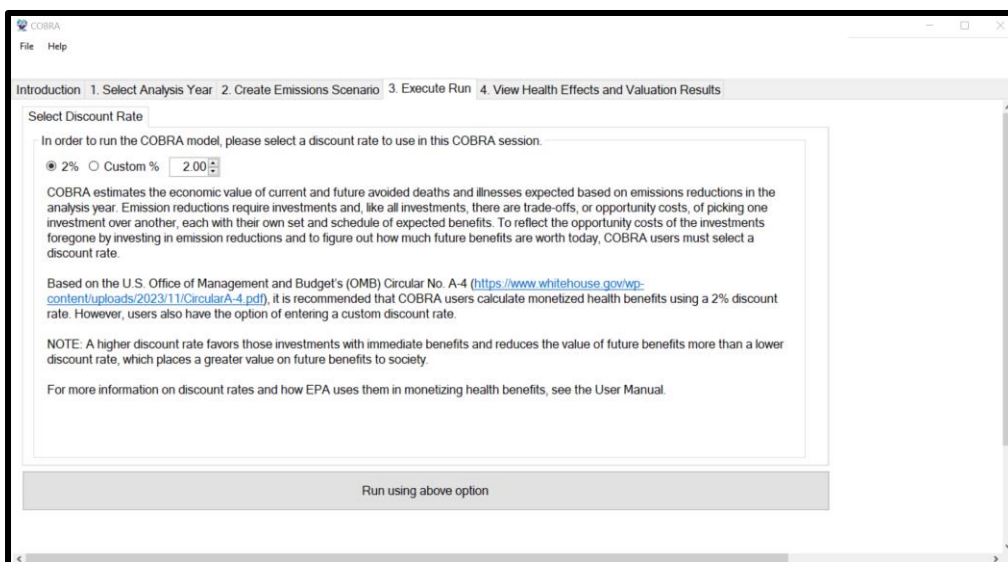 COBRA
File Help
Introduction 1. Select Analysis Year 2. Create Emissions Scenario 3. Execute Run 4. View Health Effects and Valuation Results
Select Discount Rate
In order to run the COBRA model, please select a discount rate to use in this COBRA session.
2% Custom % 2.00
COBRA estimates the economic value of current and future avoided deaths and illnesses expected based on emissions reductions in the
analysis year. Emission reductions require investments and, like all investments, there are trade-offs, or opportunity costs, of picking one
investment over another, each with their own set and schedule of expected benefits. To reflect the opportunity costs of the investments
foregone by investing in emission reductions and to figure out how much future benefits are worth today, COBRA users must select a
discount rate.
Based on the U.S. Office of Management and Budget's (OMB) Circular No. A-4 (https://www.whitehouse.gov/wp-
content/uploads/2023/11/CircularA-4.pdf), it is recommended that COBRA users calculate monetized health benefits using a 2% discount
rate. However, users also have the option of entering a custom discount rate.
NOTE: A higher discount rate favors those investments with immediate benefits and reduces the value of future benefits more than a lower
discount rate, which places a greater value on future benefits to society.
For more information on discount rates and how EPA uses them in monetizing health benefits, see the User Manual.
Run using above option